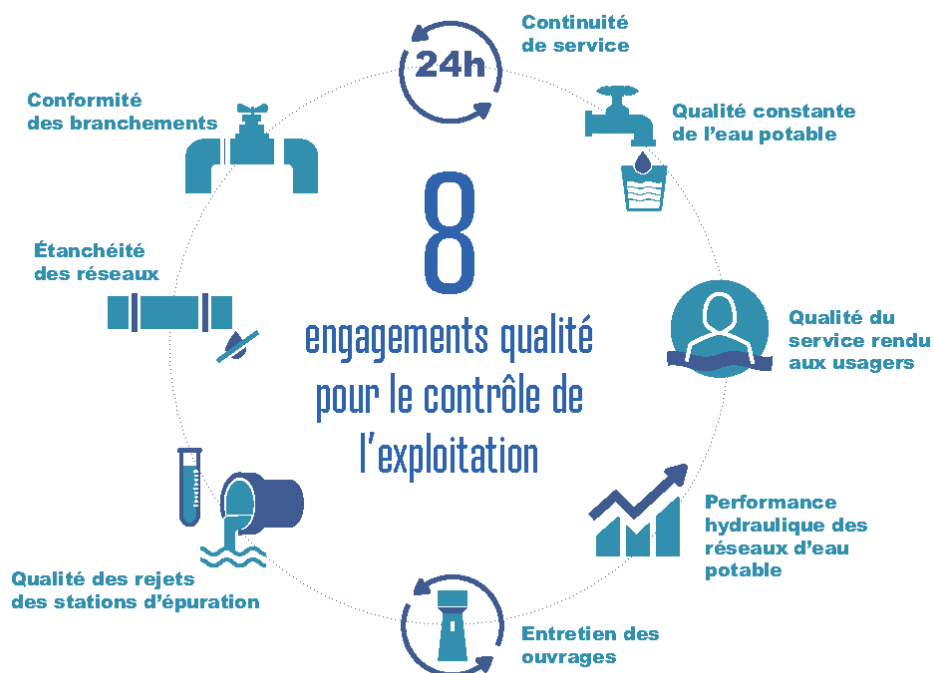 24h
Continuité
de service
Qualité constante
de l'eau potable
Qualité du
service rendu
aux usagers
Performance
hydraulique des
réseaux d'eau
potable
Entretien des
ouvrages
Qualité des rejets
des stations d'épuration
Étanchéité
des réseaux
Conformité
des branchements
8
engagements qualité
pour le contrôle de
l'exploitation